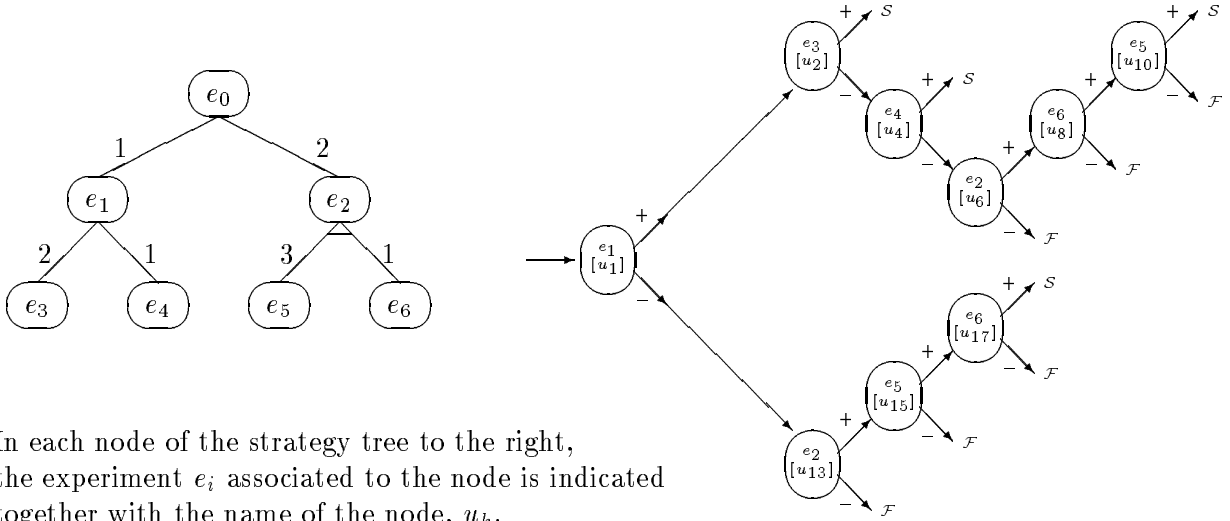 e0
1 2
e1 e2
2 1 3 1
e3 e4 e5 e6
+ S
e3
[u2]
−
+ S
e4
[u4]
−
+
e2
[u6]
−
F
+
e6
[u8]
−
F
+ S
e5
[u10]
−
F
e1
[u1]
+
−
e2
[u13]
+
−
F
e5
[u15]
+
−
F
e6
[u17]
+ S
−
F
In each node of the strategy tree to the right,
the experiment ei associated to the node is indicated
together with the name of the node, uh.